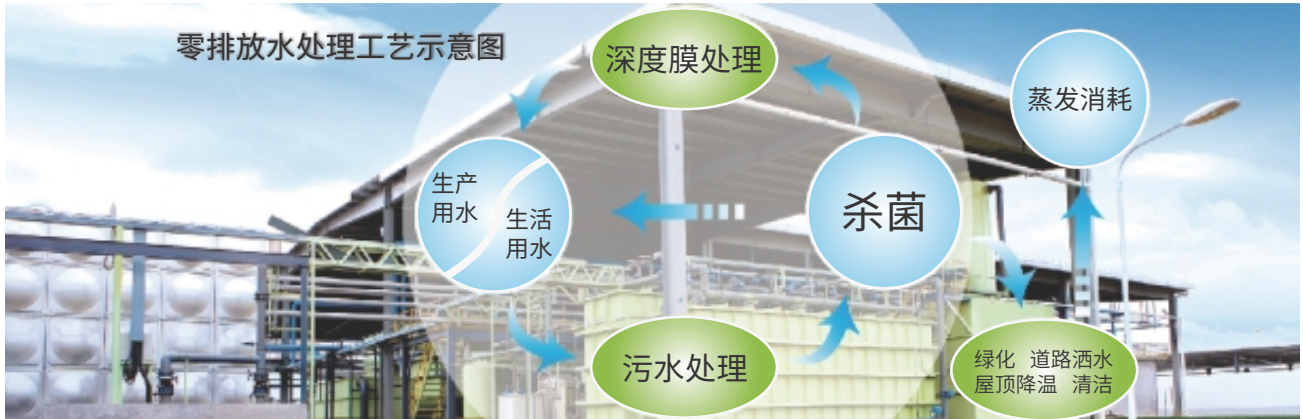 零排放水处理工艺示意图
深度膜处理
蒸发消耗
生产
用水
生活
用水
杀菌
污水处理
绿化 道路洒水
屋顶降温 清洁